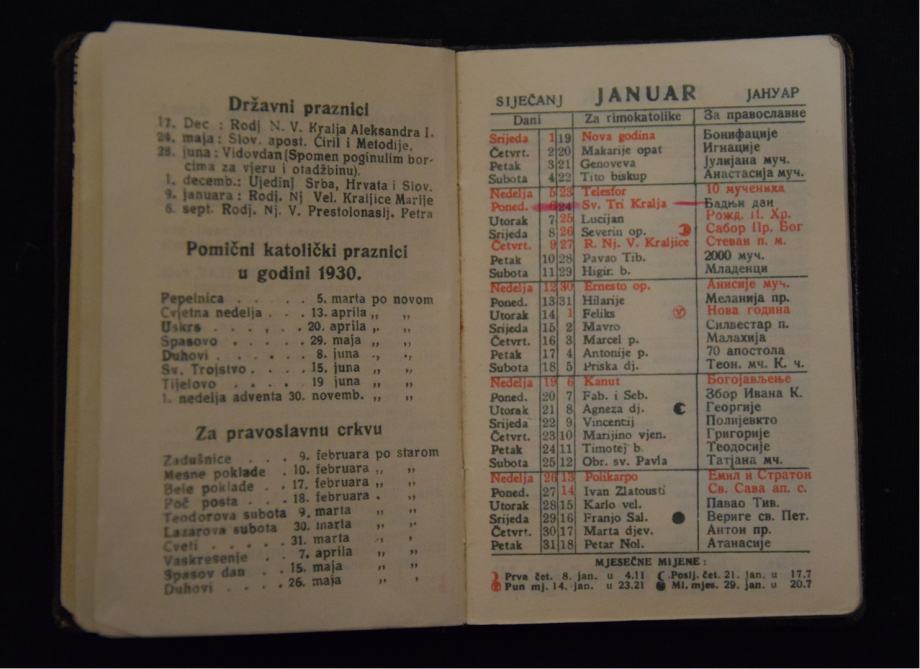 Državni praznici
17. Dec : Rodj N. V. Kralja Aleksandra I.
24. maja: Slov. apost. Ciril i Metodije,
28. juna: Vidovdan (Spomen poginulim bor-
cima za vjeru i otadžbinu).
1. decemb.: Ujedinj Srba, Hrvata i Slov.
9. januara : Rodj. Nj Vel. Kraljice Marije
6. sept. Rodj. Nj. V. Prestolonaslj. Petra
Pomični katolički praznici
u godini 1930.
Pepelnica . . . . . 5. marta po novom
Cvjetna nedelja . . . 13. aprila „ „
Uskrs . . . . . . 20. aprila „ „
Spasovo . . . . . 29. maja „ „
Duhovi . . . . . . 8. juna „ „
Sv. Trojstvo . . . . 15. juna „ „
Tijelovo . . . . . 19 juna „ „
1. nedelja adventa 30. novemb. „ „
Za pravoslavnu crkvu
Zadušnice . . . 9. februara po starom
Mesne poklade . 10. februara „ „
Bele poklade . . 17. februara „ „
Poč posta . . . 18. februara . „
Teodorova subota 9. marta „ „
Lazarova subota 30. marta „ „
Cveti . . . . . 31. marta „ „
Vaskresenje . . 7. aprila „ „
Spasov dan . . . 15. maja „ „
Duhovi . . . . 26. maja „ „
SIJEČANJ JANUAR ЈАНУАР
Dani Za rimokatolike За православне
Srijeda 1 19 Nova godina Бонифације
Četvrt. 2 20 Makarije opat Игнације
Petak 3 21 Genoveva Јулијана муч.
Subota 4 22 Tito biskup Анастасија муч.
Nedelja 5 23 Telesfor 10 мученика
Poned. 6 24 Sv. Tri Kralja Бадњи дан
Utorak 7 25 Lucijan Рожд. И. Хр.
Srijeda 8 26 Severin op. Сабор Пр. Бог
Četvrt. 9 27 R. Nj. V. Kraljice Стеван п. м.
Petak 10 28 Pavao Tib. 2000 муч.
Subota 11 29 Higir. b. Младенци
Nedelja 12 30 Ernesto op. Анисије муч.
Poned. 13 31 Hilarije Меланија пр.
Utorak 14 1 Feliks Нова година
Srijeda 15 2 Mavro Силвестар п.
Četvrt. 16 3 Marcel p. Малахија
Petak 17 4 Antonije p. 70 апостола
Subota 18 5 Priska dj. Теон. мч. К. ч.
Nedelja 19 6 Kanut Богојављење
Poned. 20 7 Fab. i Seb. Збор Ивана К.
Utorak 21 8 Agneza dj. Георгије
Srijeda 22 9 Vincentij Полијевкто
Četvrt. 23 10 Marijino vjen. Григорије
Petak 24 11 Timotej b. Теодосије
Subota 25 12 Obr. sv. Pavla Татјана мч.
Nedelja 26 13 Polikarpo Емил и Стратон
Poned. 27 14 Ivan Zlatousti Св. Сава ап. с.
Utorak 28 15 Karlo vel. Павао Тив.
Srijeda 29 16 Franjo Sal. Вериге св. Пет.
Četvrt. 30 17 Marta djev. Антон пр.
Petak 31 18 Petar Nol. Атанасије
MJESEČNE MIJENE :
Prva čet. 8. jan. u 4.11 Poslj. čet. 21. jan. u 17.7
Pun mj. 14. jan. u 23.21 Ml. mjes. 29. jan. u 20.7